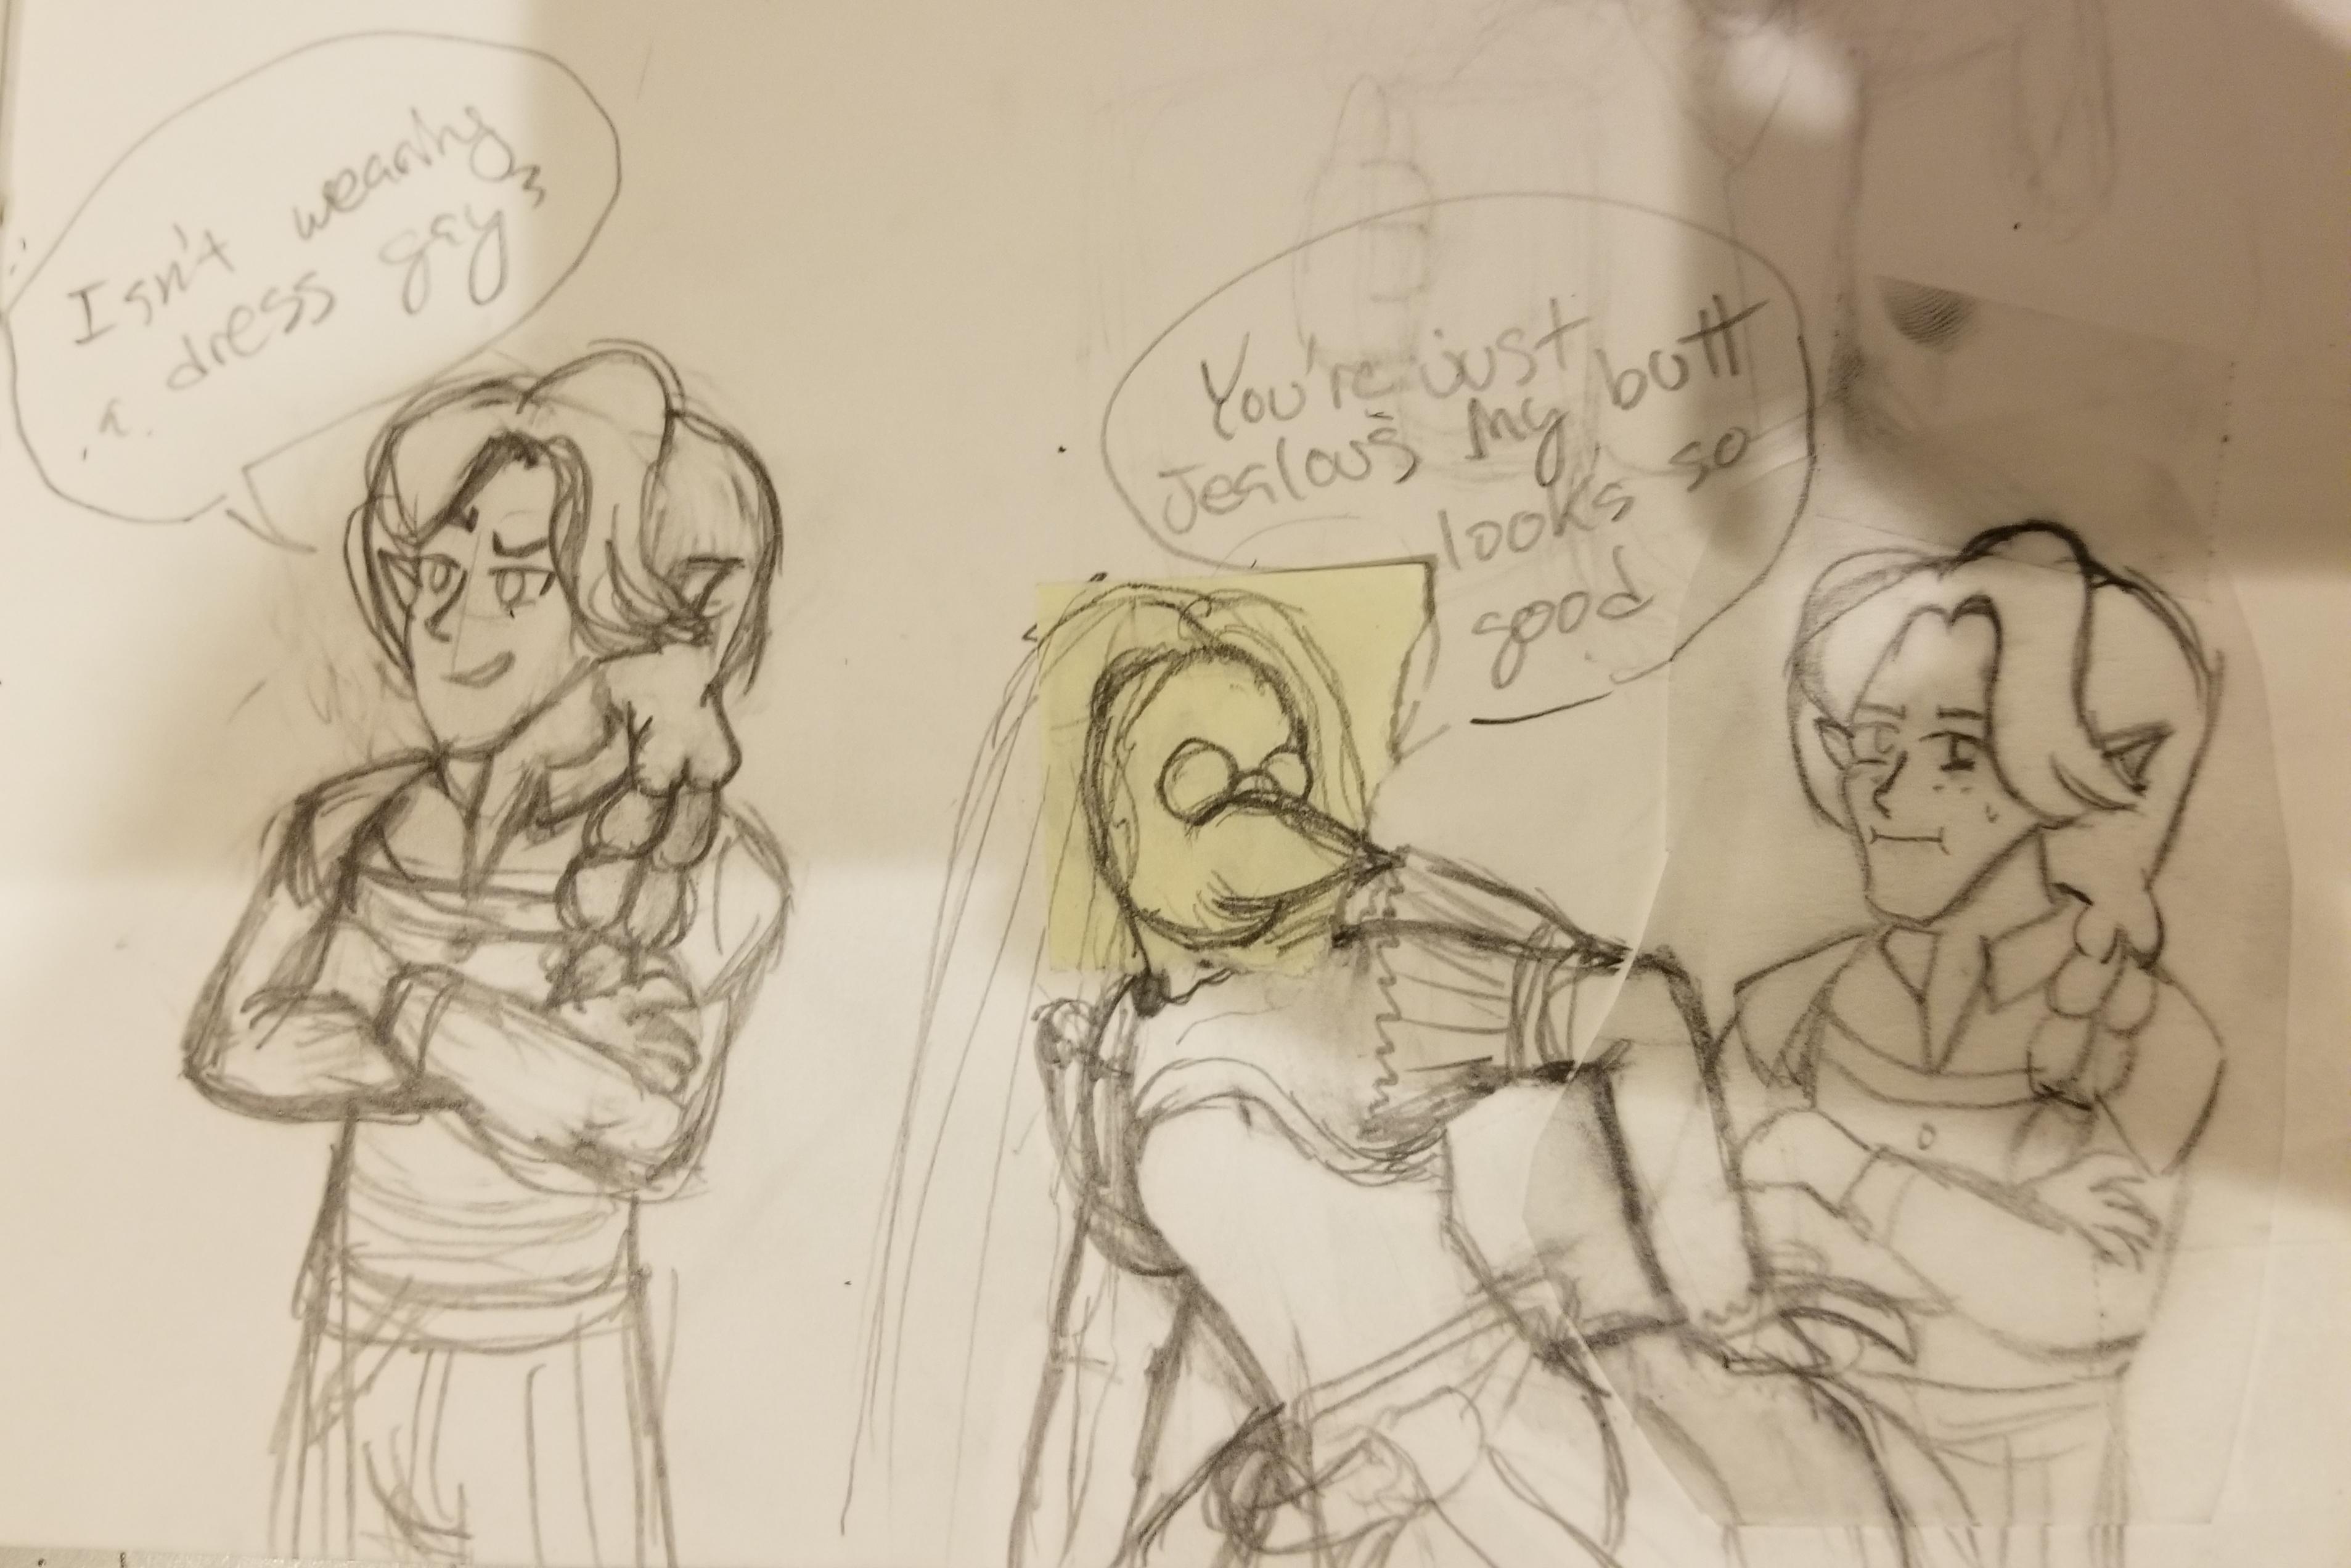 Isn't wearing
a dress gay
You're just
Jealous my butt
looks so
good